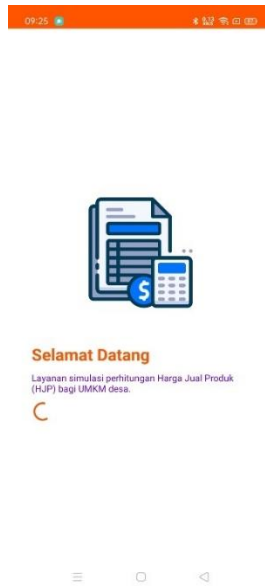 09:25
Selamat Datang
Layanan simulasi perhitungan Harga Jual Produk
(HJP) bagi UMKM desa.